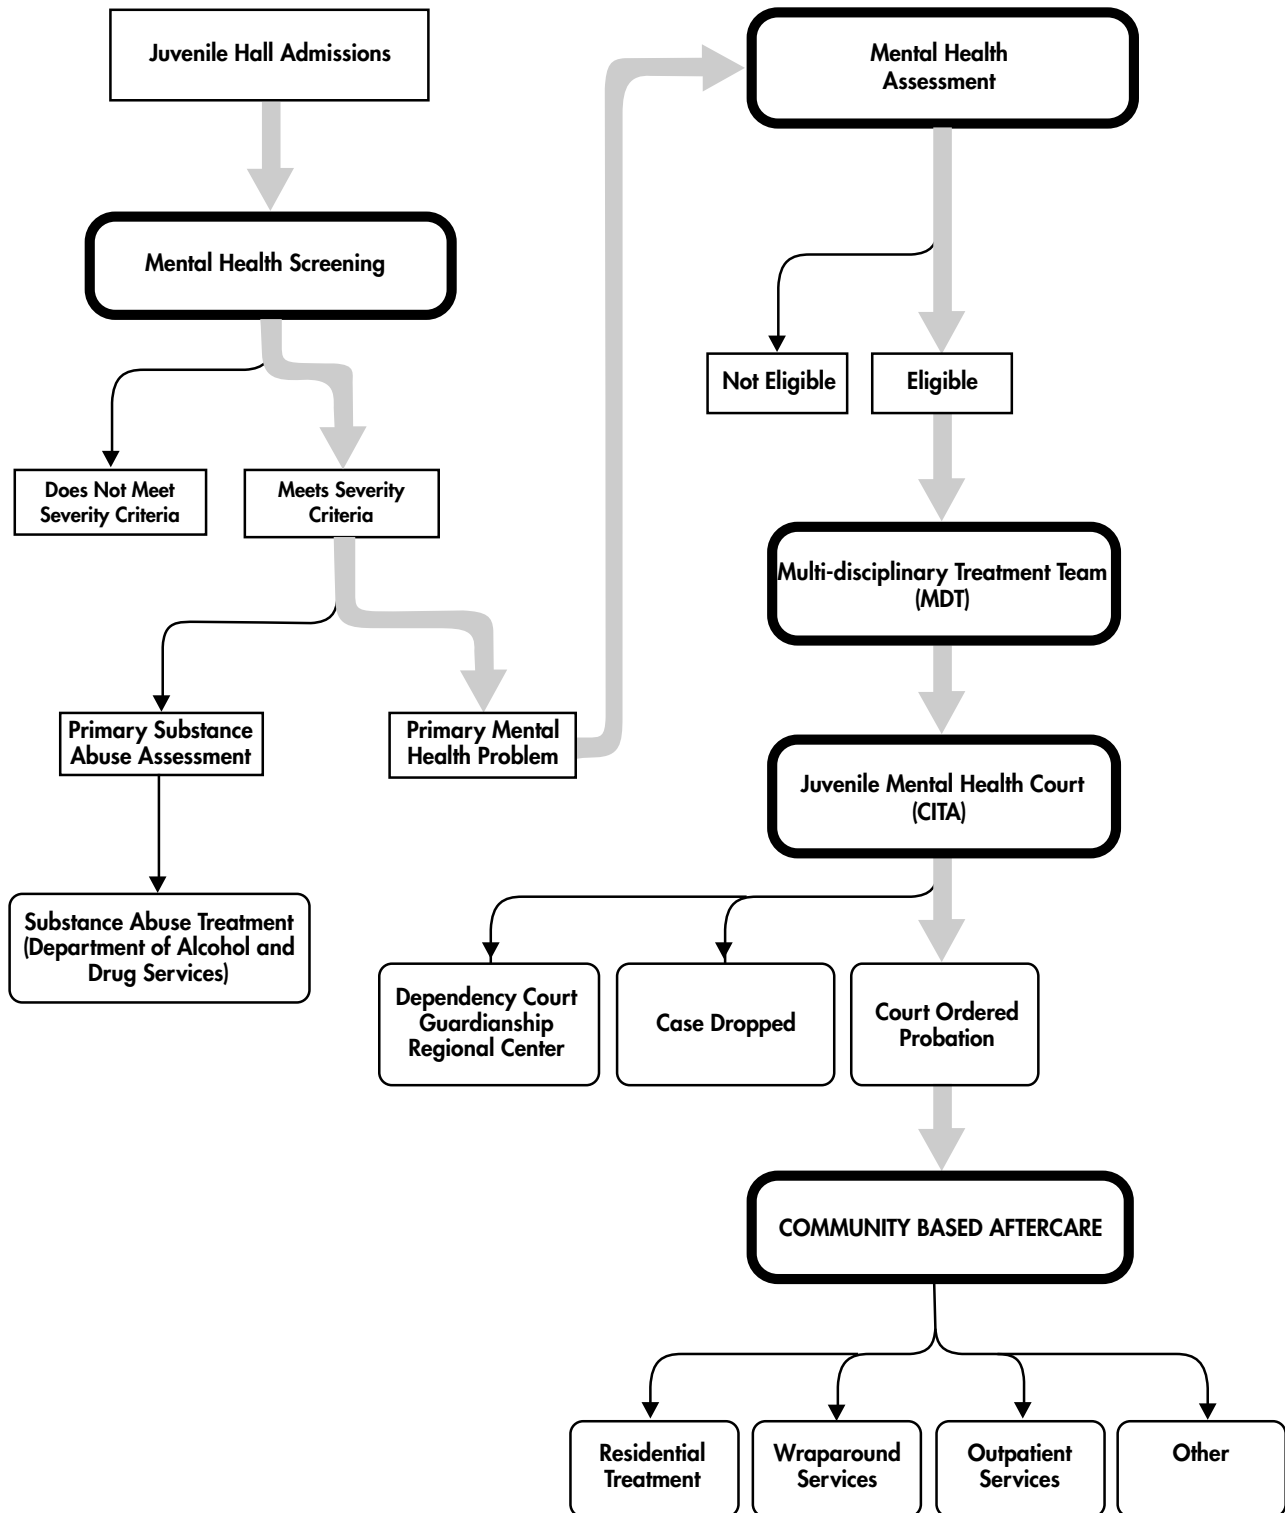 Juvenile Hall Admissions
Mental Health
Assessment
Mental Health Screening
Not Eligible
Eligible
Does Not Meet
Severity Criteria
Meets Severity
Criteria
Multi-disciplinary Treatment Team
(MDT)
Primary Substance
Abuse Assessment
Primary Mental
Health Problem
Juvenile Mental Health Court
(CITA)
Substance Abuse Treatment
(Department of Alcohol and
Drug Services)
Dependency Court
Guardianship
Regional Center
Case Dropped
Court Ordered
Probation
COMMUNITY BASED AFTERCARE
Residential
Treatment
Wraparound
Services
Outpatient
Services
Other